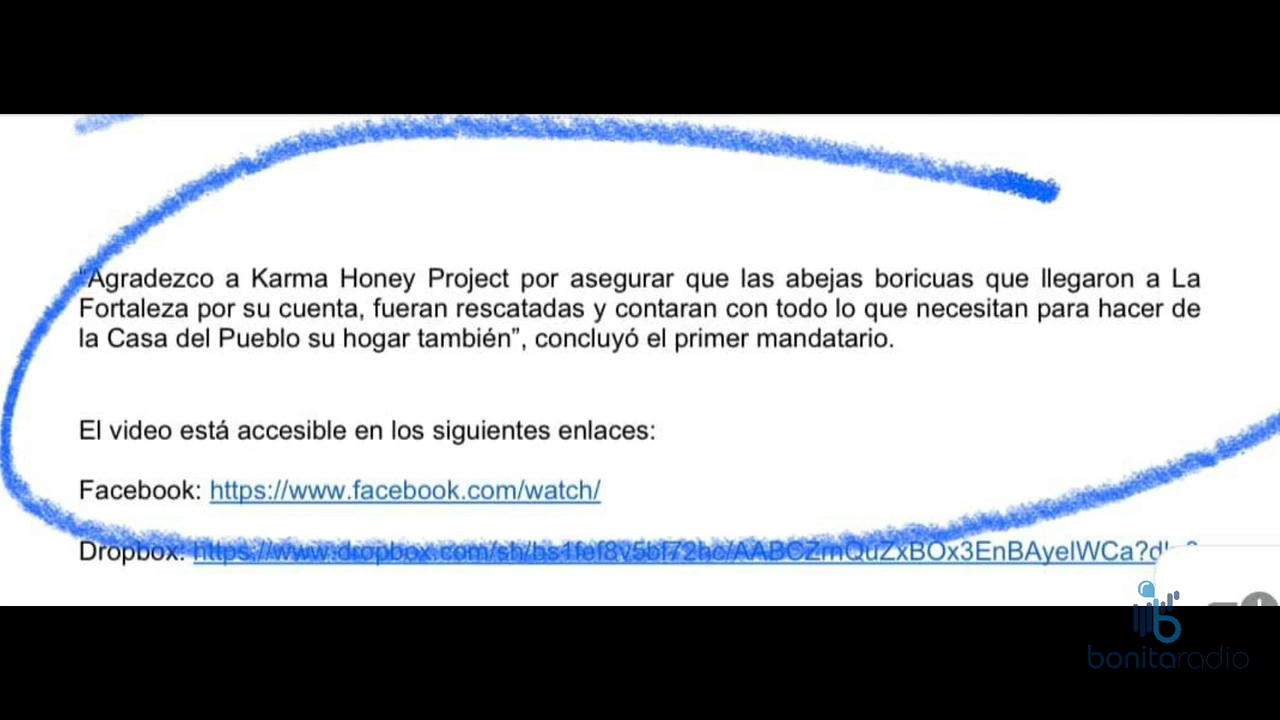 “Agradezco a Karma Honey Project por asegurar que las abejas boricuas que llegaron a La
Fortaleza por su cuenta, fueran rescatadas y contaran con todo lo que necesitan para hacer de
la Casa del Pueblo su hogar también”, concluyó el primer mandatario.
El video está accesible en los siguientes enlaces:
Facebook: https://www.facebook.com/watch/
Dropbox:
bonitaradio